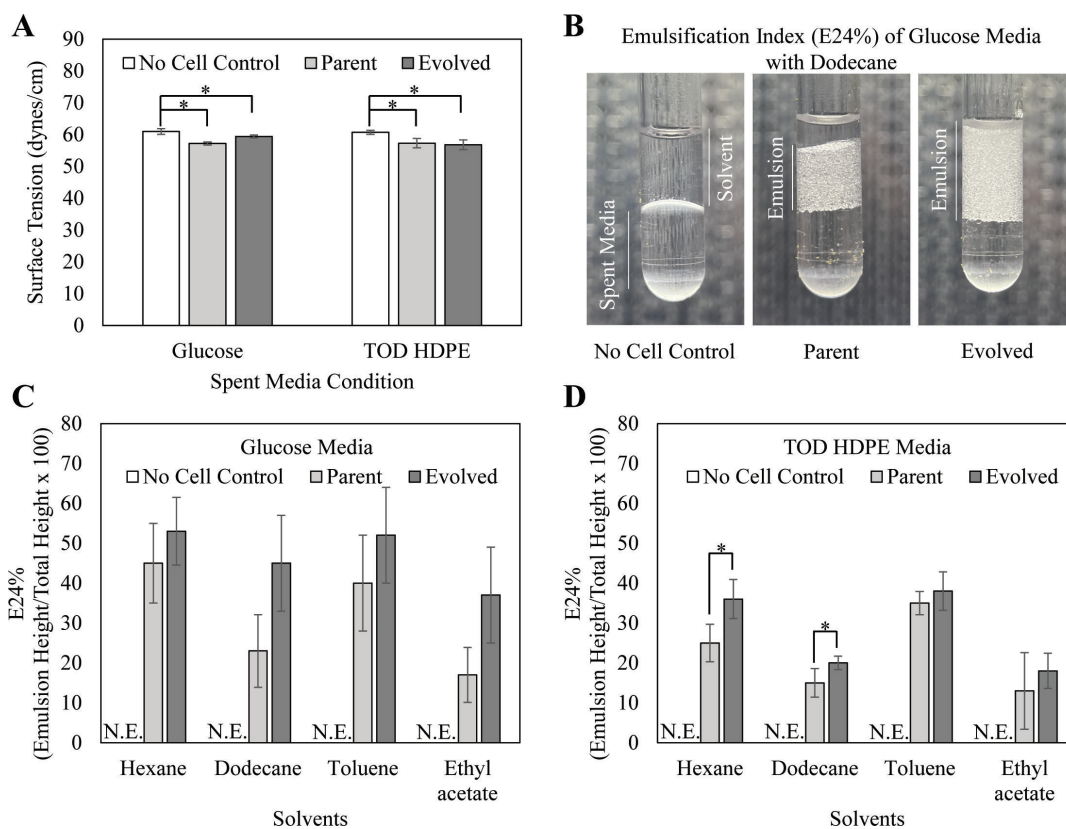 A
90
80
70
60
50
40
30
20
10
0
Surface Tension (dynes/cm)
No Cell Control Parent Evolved
* *
* *
Glucose TOD HDPE
Spent Media Condition
B
Emulsification Index (E24%) of Glucose Media
with Dodecane
Spent Media
Solvent
Emulsion
Emulsion
No Cell Control Parent Evolved
C
80
70
60
50
40
30
20
10
0
E24%
(Emulsion Height/Total Height x 100)
Glucose Media
No Cell Control Parent Evolved
N.E. N.E. N.E. N.E.
Hexane Dodecane Toluene Ethyl
acetate
Solvents
D
80
70
60
50
40
30
20
10
0
E24%
(Emulsion Height/Total Height x 100)
TOD HDPE Media
No Cell Control Parent Evolved
*
*
N.E. N.E. N.E. N.E.
Hexane Dodecane Toluene Ethyl
acetate
Solvents